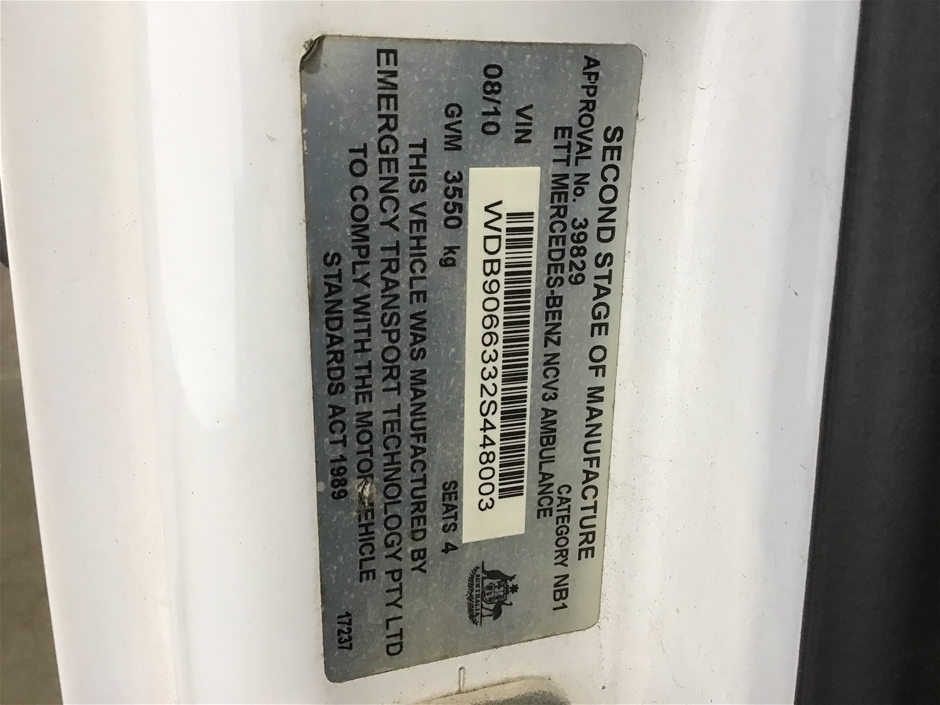 SECOND STAGE OF MANUFACTURE
APPROVAL No. 39829 CATEGORY NB1
ETT MERCEDES-BENZ NCV3 AMBULANCE
VIN
08/10 WDB9066332S448003
AUSTRALIA
GVM 3550 kg SEATS 4
THIS VEHICLE WAS MANUFACTURED BY
EMERGENCY TRANSPORT TECHNOLOGY PTY LTD
TO COMPLY WITH THE MOTOR VEHICLE
STANDARDS ACT 1989
17237